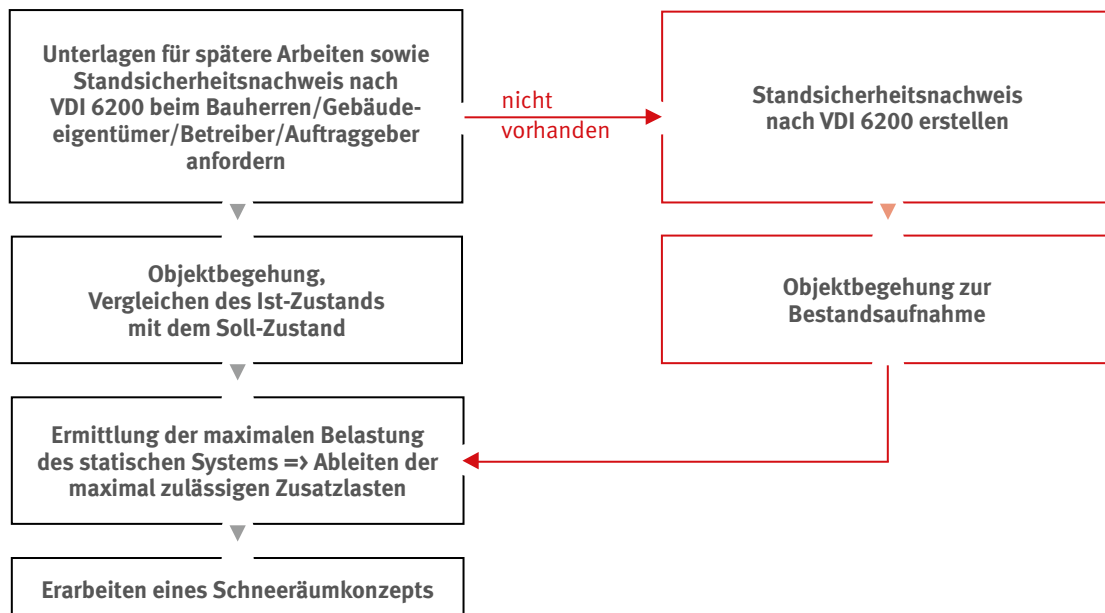 Unterlagen für spätere Arbeiten sowie
Standsicherheitsnachweis nach
VDI 6200 beim Bauherren/Gebäude-
eigentümer/Betreiber/Auftraggeber
anfordern
nicht
vorhanden
Standsicherheitsnachweis
nach VDI 6200 erstellen
Objektbegehung,
Vergleichen des Ist-Zustands
mit dem Soll-Zustand
Objektbegehung zur
Bestandsaufnahme
Ermittlung der maximalen Belastung
des statischen Systems => Ableiten der
maximal zulässigen Zusatzlasten
Erarbeiten eines Schneeräumkonzepts